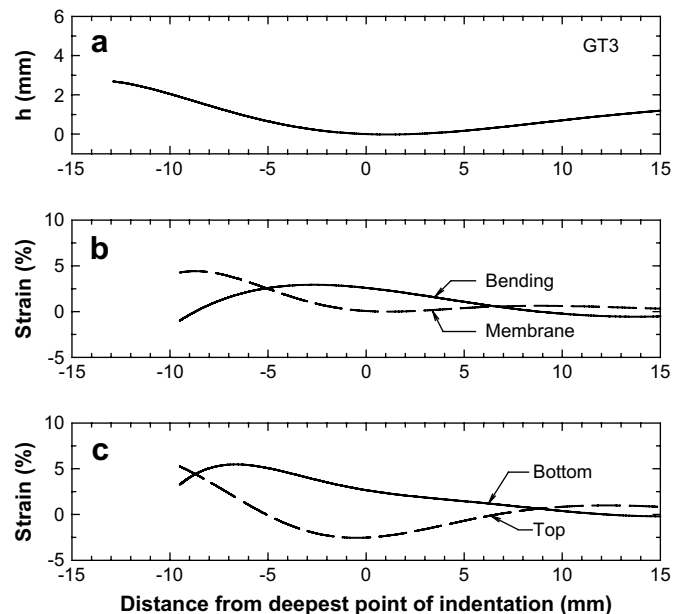 a
GT3
h (mm)
6
4
2
0
-15 -10 -5 0 5 10 15
b
Strain (%)
10
5
0
-5
Bending
Membrane
-15 -10 -5 0 5 10 15
c
Strain (%)
10
5
0
-5
Bottom
Top
-15 -10 -5 0 5 10 15
Distance from deepest point of indentation (mm)